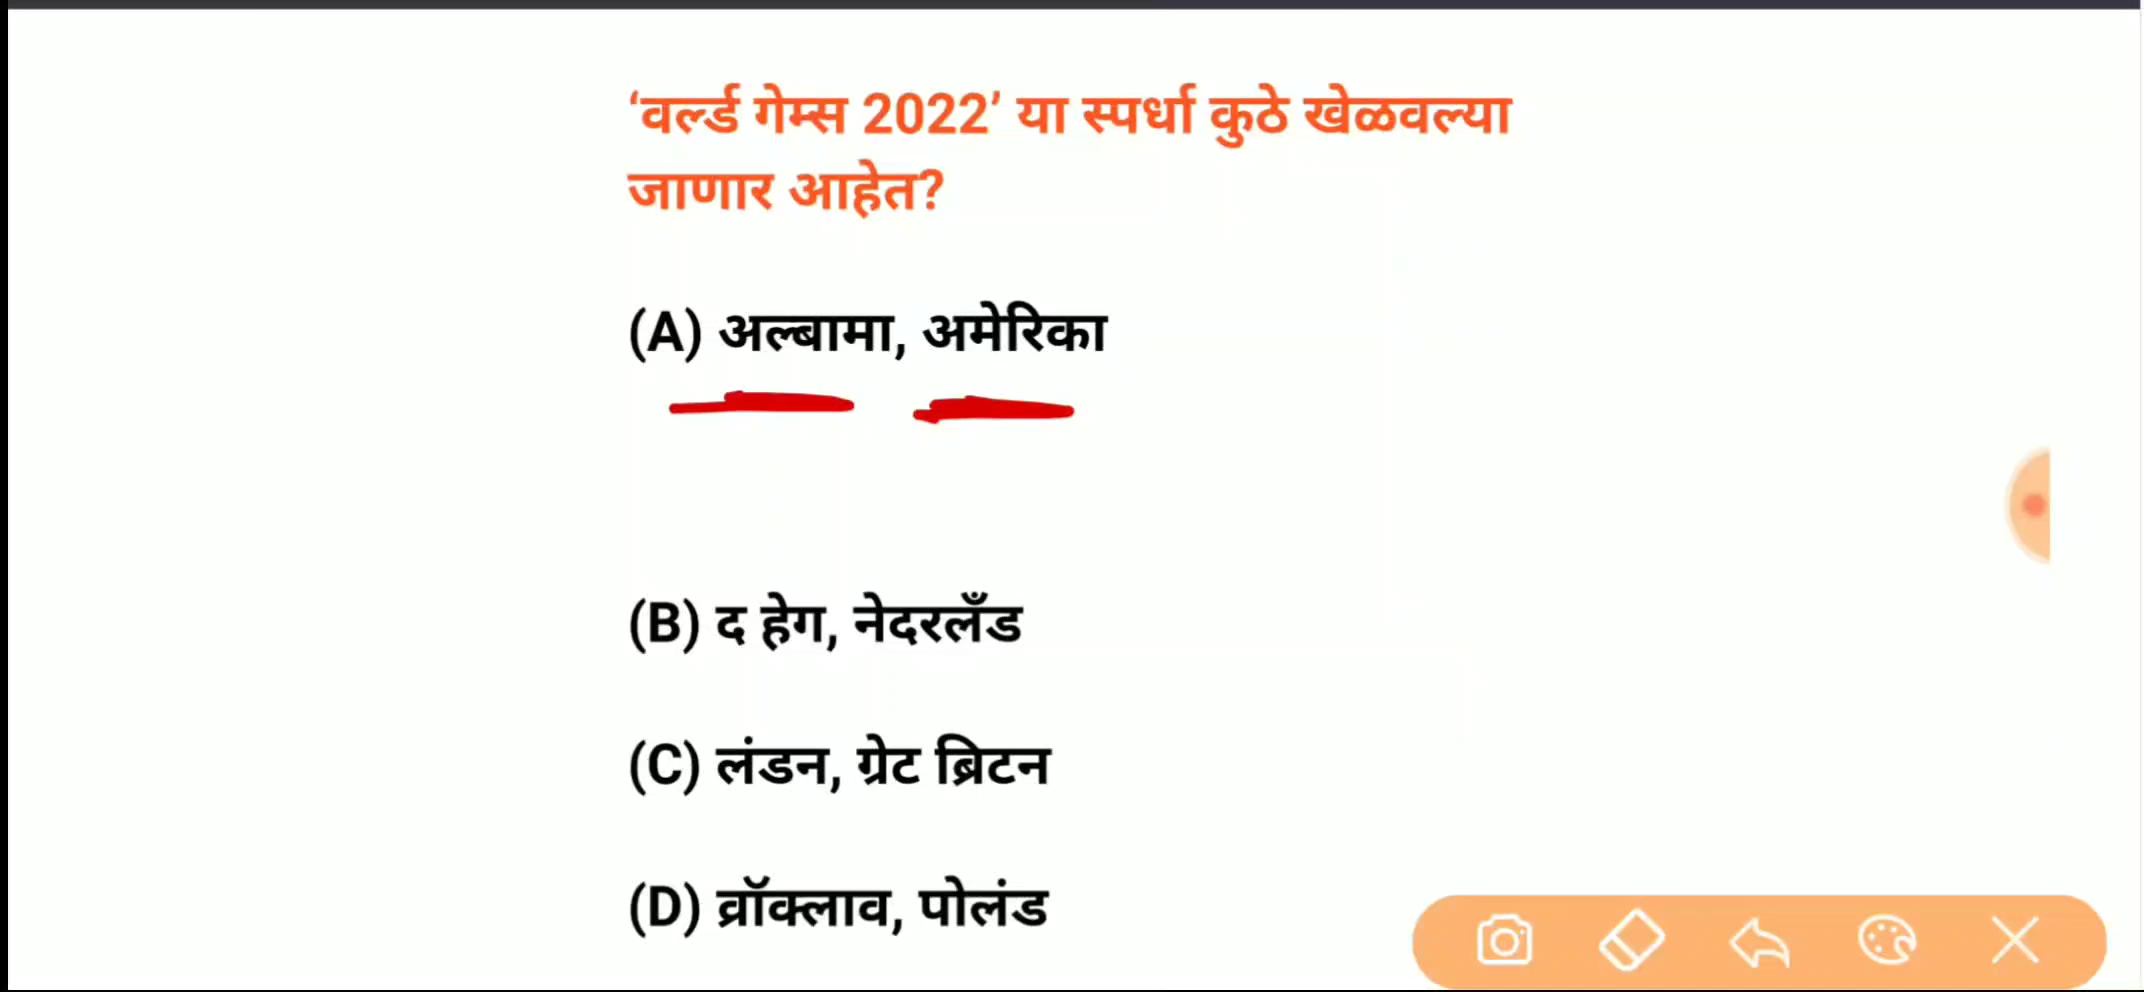 ‘वर्ल्ड गेम्स 2022’ या स्पर्धा कुठे खेळवल्या
जाणार आहेत?
(A) अल्बामा, अमेरिका
(B) द हेग, नेदरलँड
(C) लंडन, ग्रेट ब्रिटन
(D) व्रॉक्लाव, पोलंड